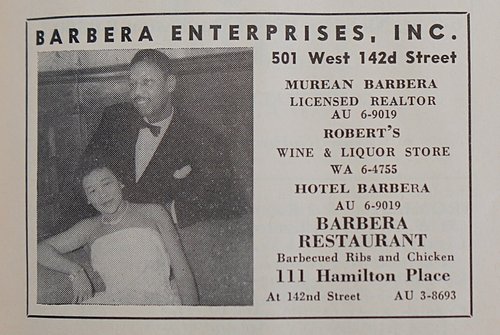 BARBERA ENTERPRISES, INC.
501 West 142d Street
MUREAN BARBERA
LICENSED REALTOR
AU 6-9019
ROBERT'S
WINE & LIQUOR STORE
WA 6-4755
HOTEL BARBERA
AU 6-9019
BARBERA
RESTAURANT
Barbecued Ribs and Chicken
111 Hamilton Place
At 142nd Street AU 3-8693